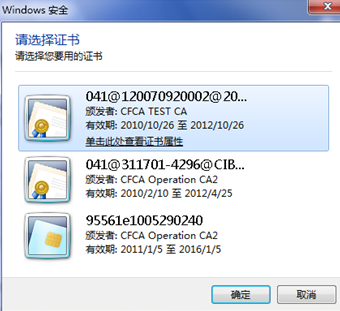 Windows 安全
请选择证书
请选择您要用的证书
041@120070920002@20...
颁发者: CFCA TEST CA
有效期: 2010/10/26 至 2012/10/26
单击此处查看证书属性
041@311701-4296@CIB...
颁发者: CFCA Operation CA2
有效期: 2010/2/10 至 2012/4/25
95561e1005290240
颁发者: CFCA Operation CA2
有效期: 2011/1/5 至 2016/1/5
确定
取消